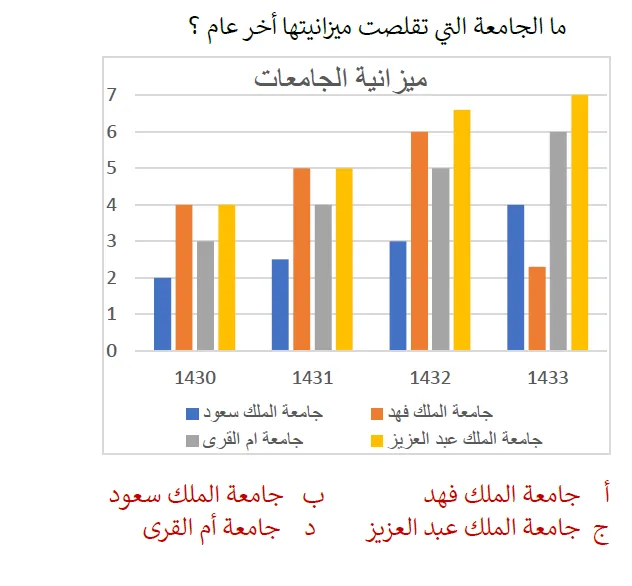 ما الجامعة التي تقلصت ميزانيتها أخر عام ؟
ميزانية الجامعات
7
6
5
4
3
2
1
0
1430 1431 1432 1433
جامعة الملك سعود جامعة الملك فهد
جامعة ام القرى جامعة الملك عبد العزيز
أ جامعة الملك فهد ب جامعة الملك سعود
ج جامعة الملك عبد العزيز د جامعة أم القرى